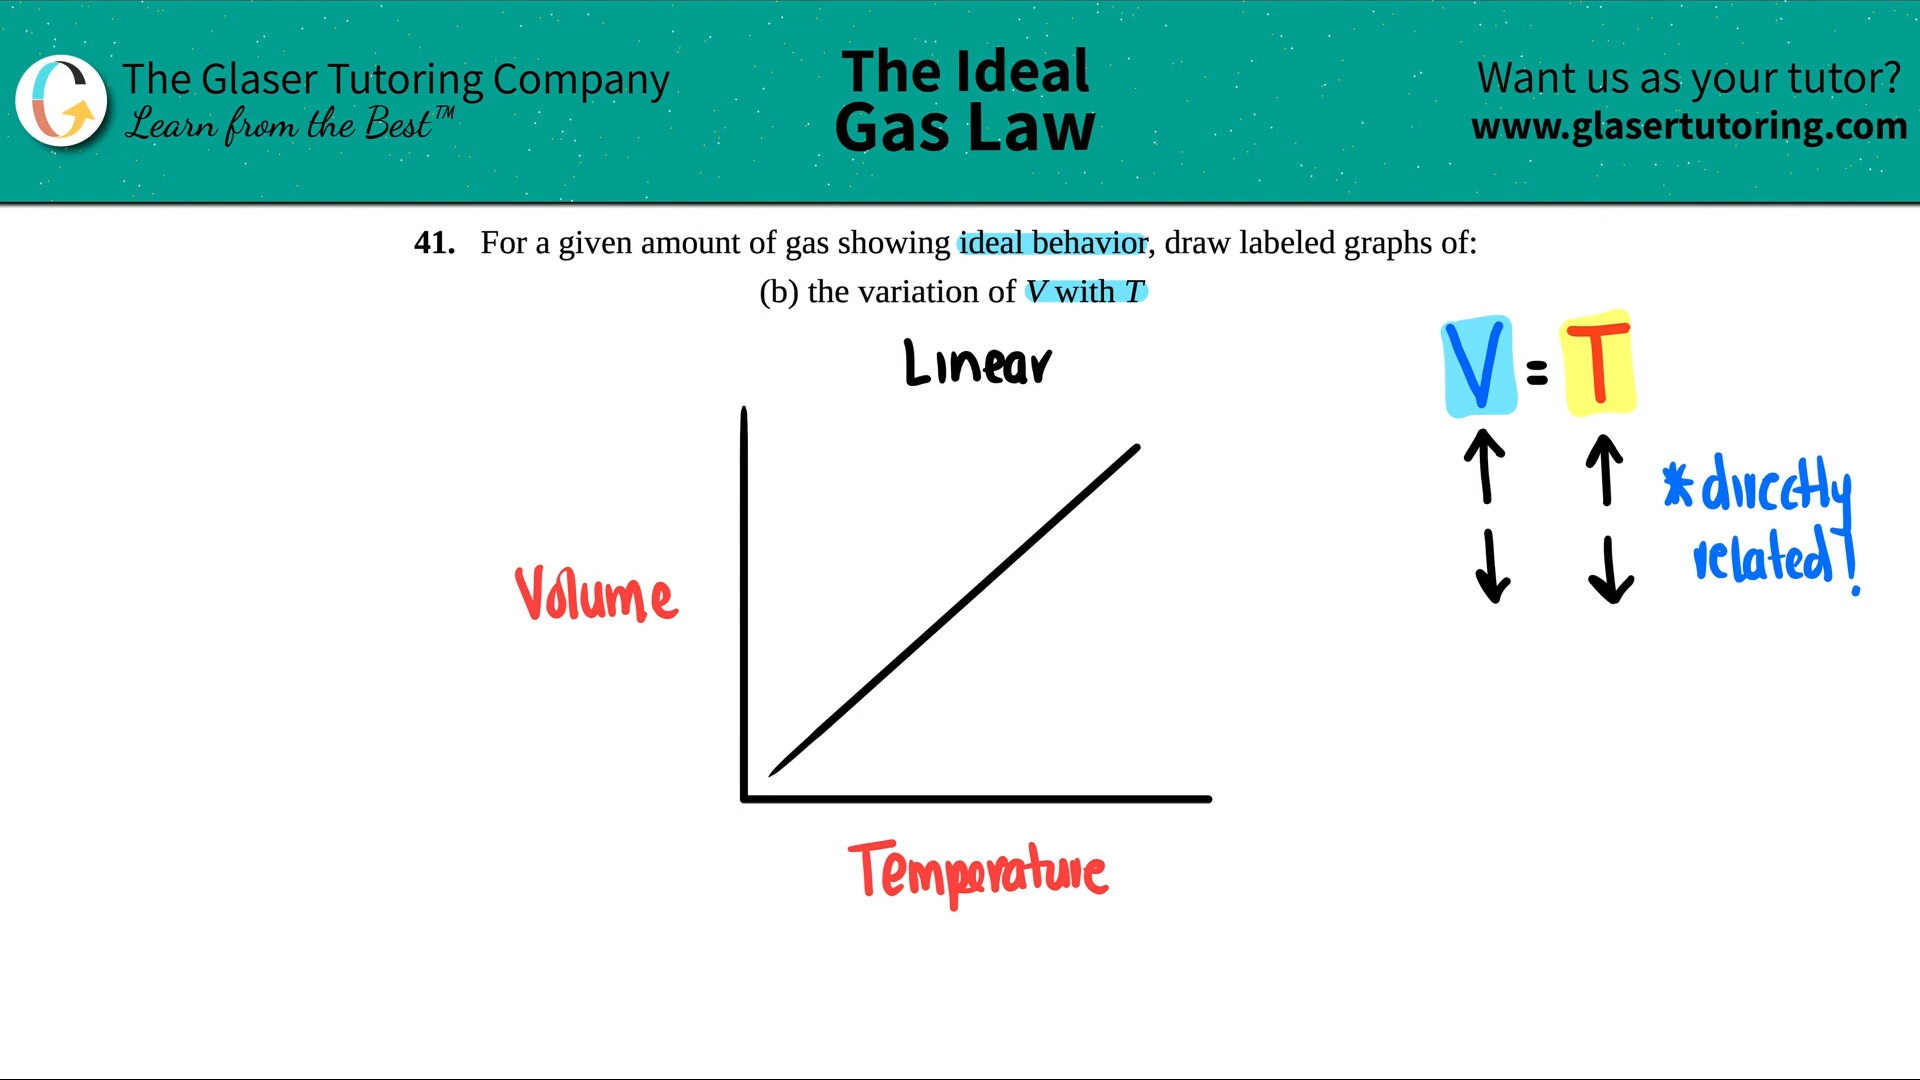 The Glaser Tutoring Company
Learn from the Best™
The Ideal
Gas Law
Want us as your tutor?
www.glasertutoring.com
41. For a given amount of gas showing ideal behavior, draw labeled graphs of:
(b) the variation of V with T
Linear
V = T
*directly
related!
Volume
Temperature